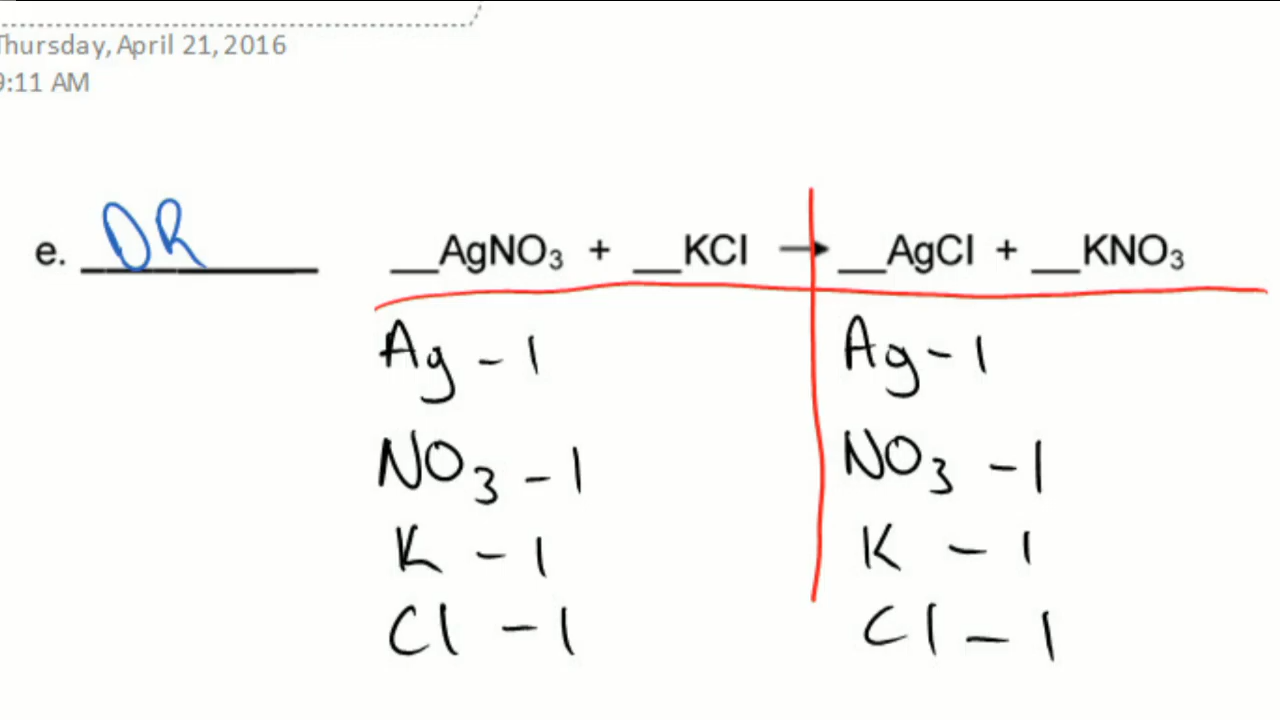 Thursday, April 21, 2016
9:11 AM
e. DR __AgNO₃ + __KCl → __AgCl + __KNO₃
Ag - 1 Ag - 1
NO₃ - 1 NO₃ - 1
K - 1 K - 1
Cl - 1 Cl - 1